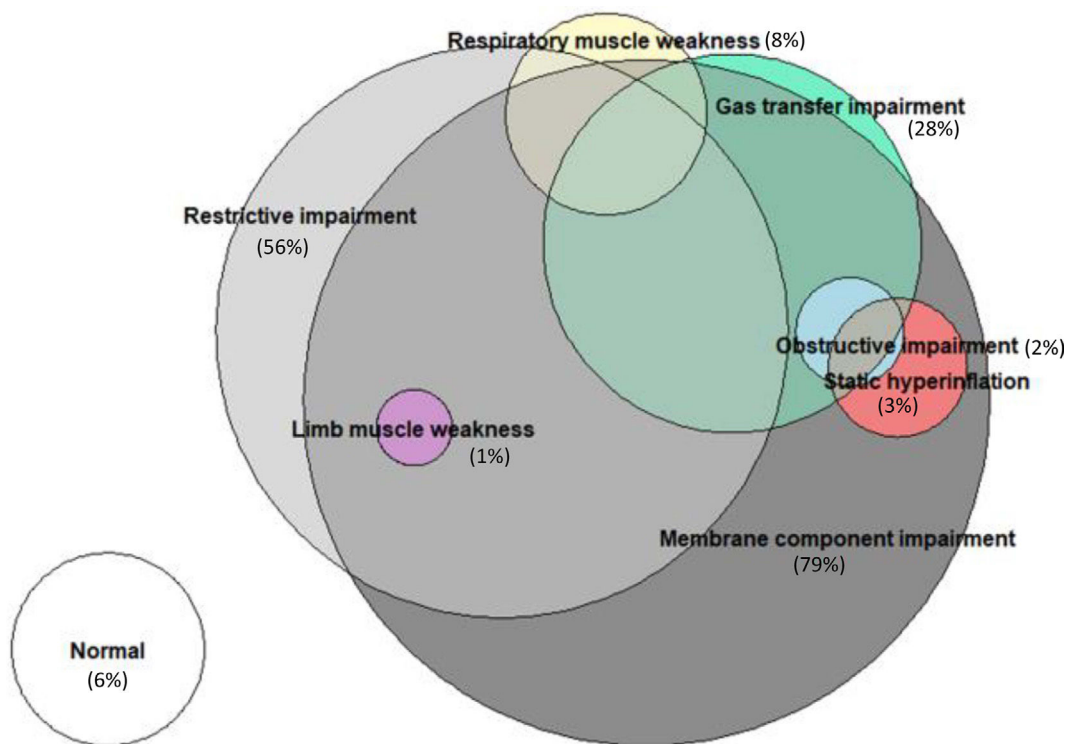 Respiratory muscle weakness (8%)
Gas transfer impairment
(28%)
Restrictive impairment
(56%)
Obstructive impairment (2%)
Static hyperinflation
(3%)
Limb muscle weakness
(1%)
Membrane component impairment
(79%)
Normal
(6%)